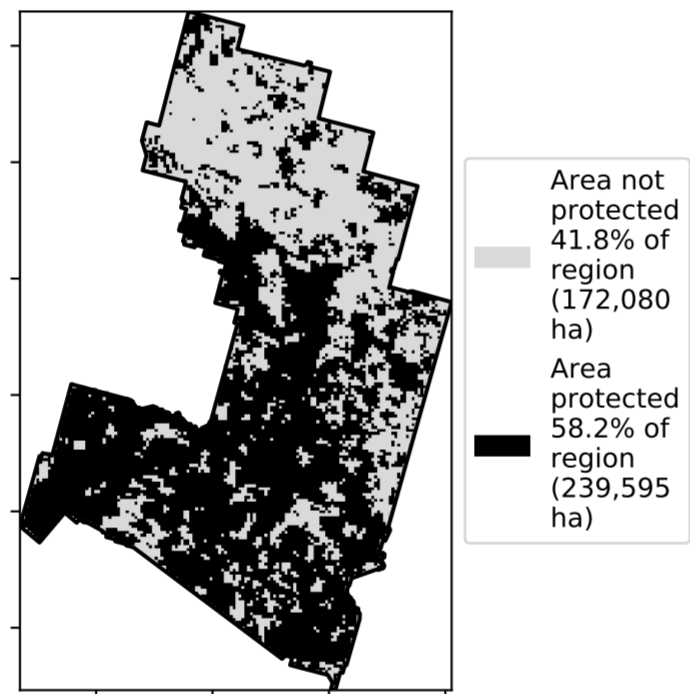 Area not
protected
41.8% of
region
(172,080
ha)
Area
protected
58.2% of
region
(239,595
ha)